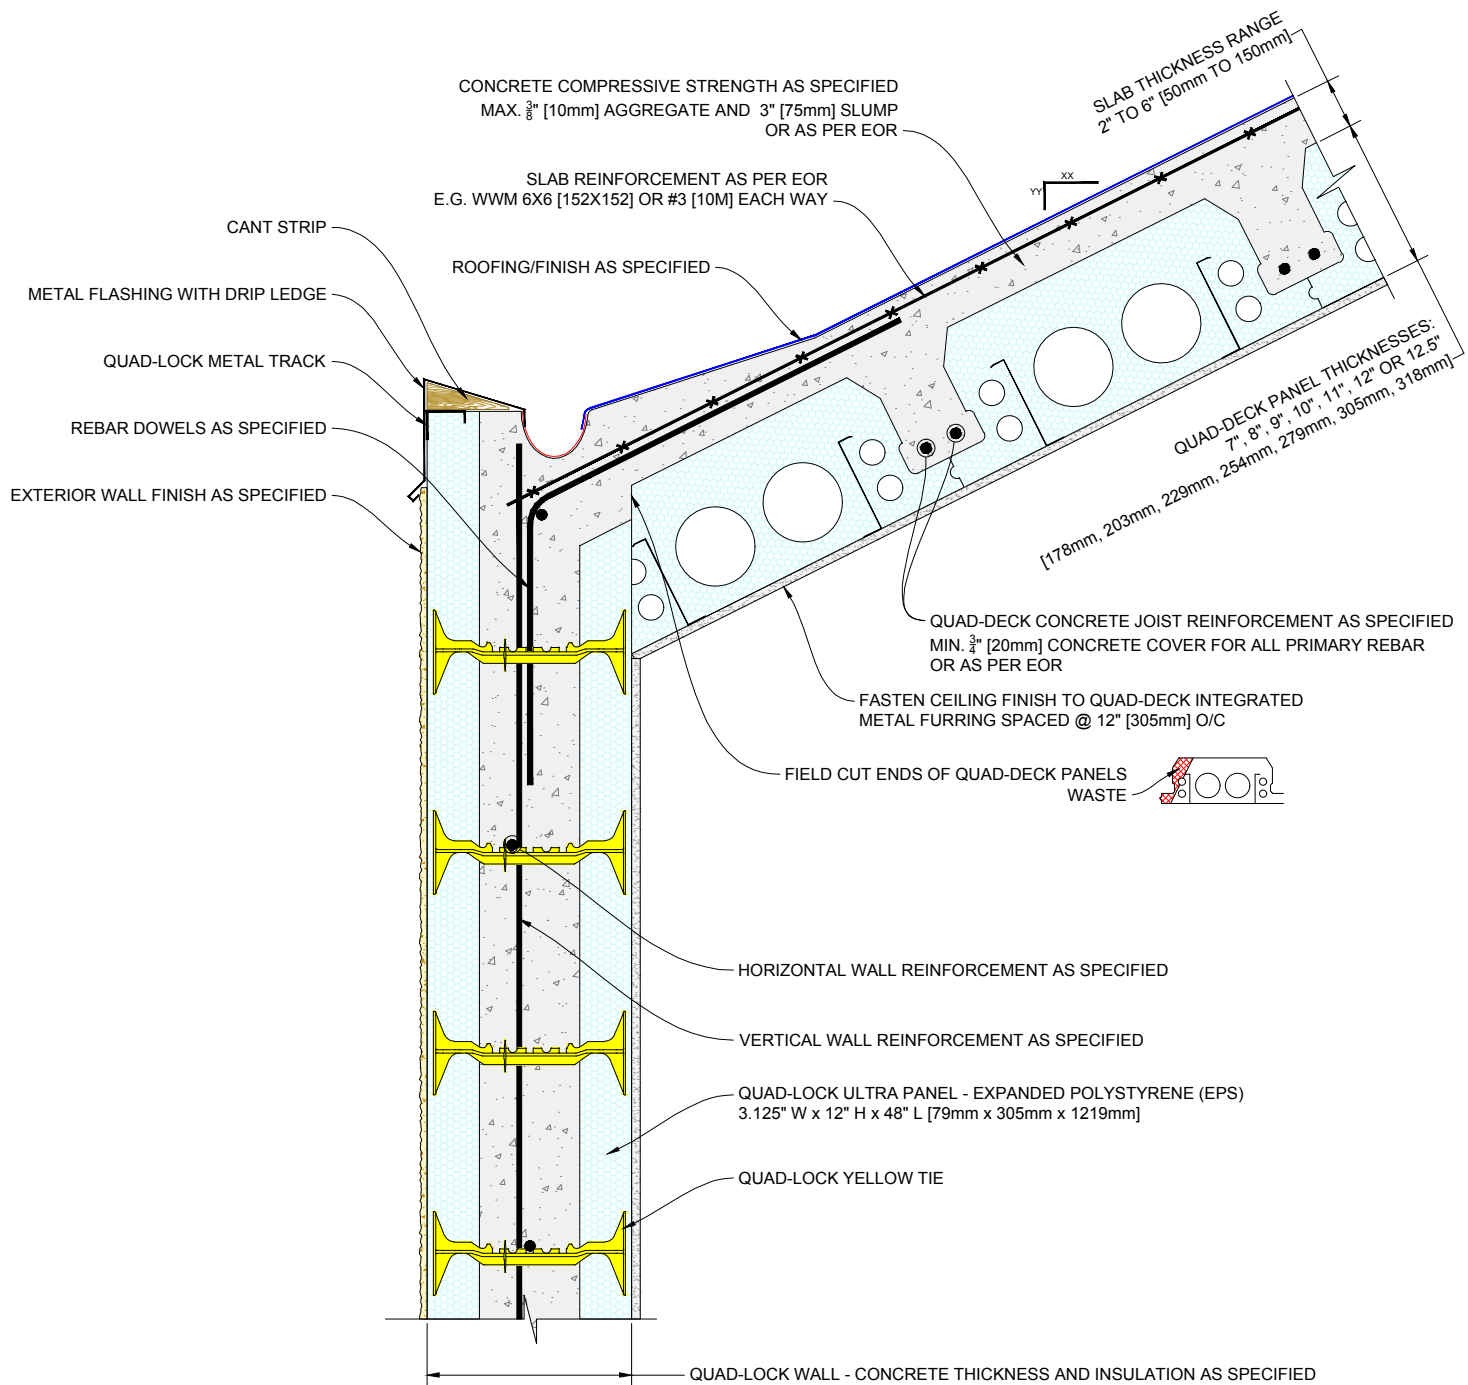 SLAB THICKNESS RANGE
2" TO 6" [50mm TO 150mm]
CONCRETE COMPRESSIVE STRENGTH AS SPECIFIED
MAX. 3/8" [10mm] AGGREGATE AND 3" [75mm] SLUMP
OR AS PER EOR
SLAB REINFORCEMENT AS PER EOR
E.G. WWM 6X6 [152X152] OR #3 [10M] EACH WAY
XX
YY
CANT STRIP
ROOFING/FINISH AS SPECIFIED
METAL FLASHING WITH DRIP LEDGE
QUAD-LOCK METAL TRACK
REBAR DOWELS AS SPECIFIED
EXTERIOR WALL FINISH AS SPECIFIED
QUAD-DECK PANEL THICKNESSES:
7", 8", 9", 10", 11", 12" OR 12.5"
[178mm, 203mm, 229mm, 254mm, 279mm, 305mm, 318mm]
QUAD-DECK CONCRETE JOIST REINFORCEMENT AS SPECIFIED
MIN. 3/4" [20mm] CONCRETE COVER FOR ALL PRIMARY REBAR
OR AS PER EOR
FASTEN CEILING FINISH TO QUAD-DECK INTEGRATED
METAL FURRING SPACED @ 12" [305mm] O/C
FIELD CUT ENDS OF QUAD-DECK PANELS
WASTE
HORIZONTAL WALL REINFORCEMENT AS SPECIFIED
VERTICAL WALL REINFORCEMENT AS SPECIFIED
QUAD-LOCK ULTRA PANEL - EXPANDED POLYSTYRENE (EPS)
3.125" W x 12" H x 48" L [79mm x 305mm x 1219mm]
QUAD-LOCK YELLOW TIE
QUAD-LOCK WALL - CONCRETE THICKNESS AND INSULATION AS SPECIFIED